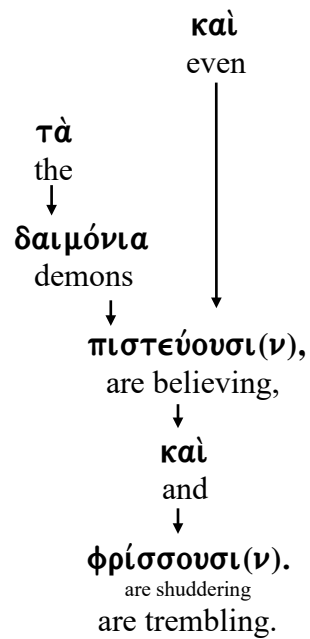 καὶ
even
τὰ
the
δαιμόνια
demons
πιστεύουσι(ν),
are believing,
καὶ
and
φρίσσουσι(ν).
are shuddering
are trembling.